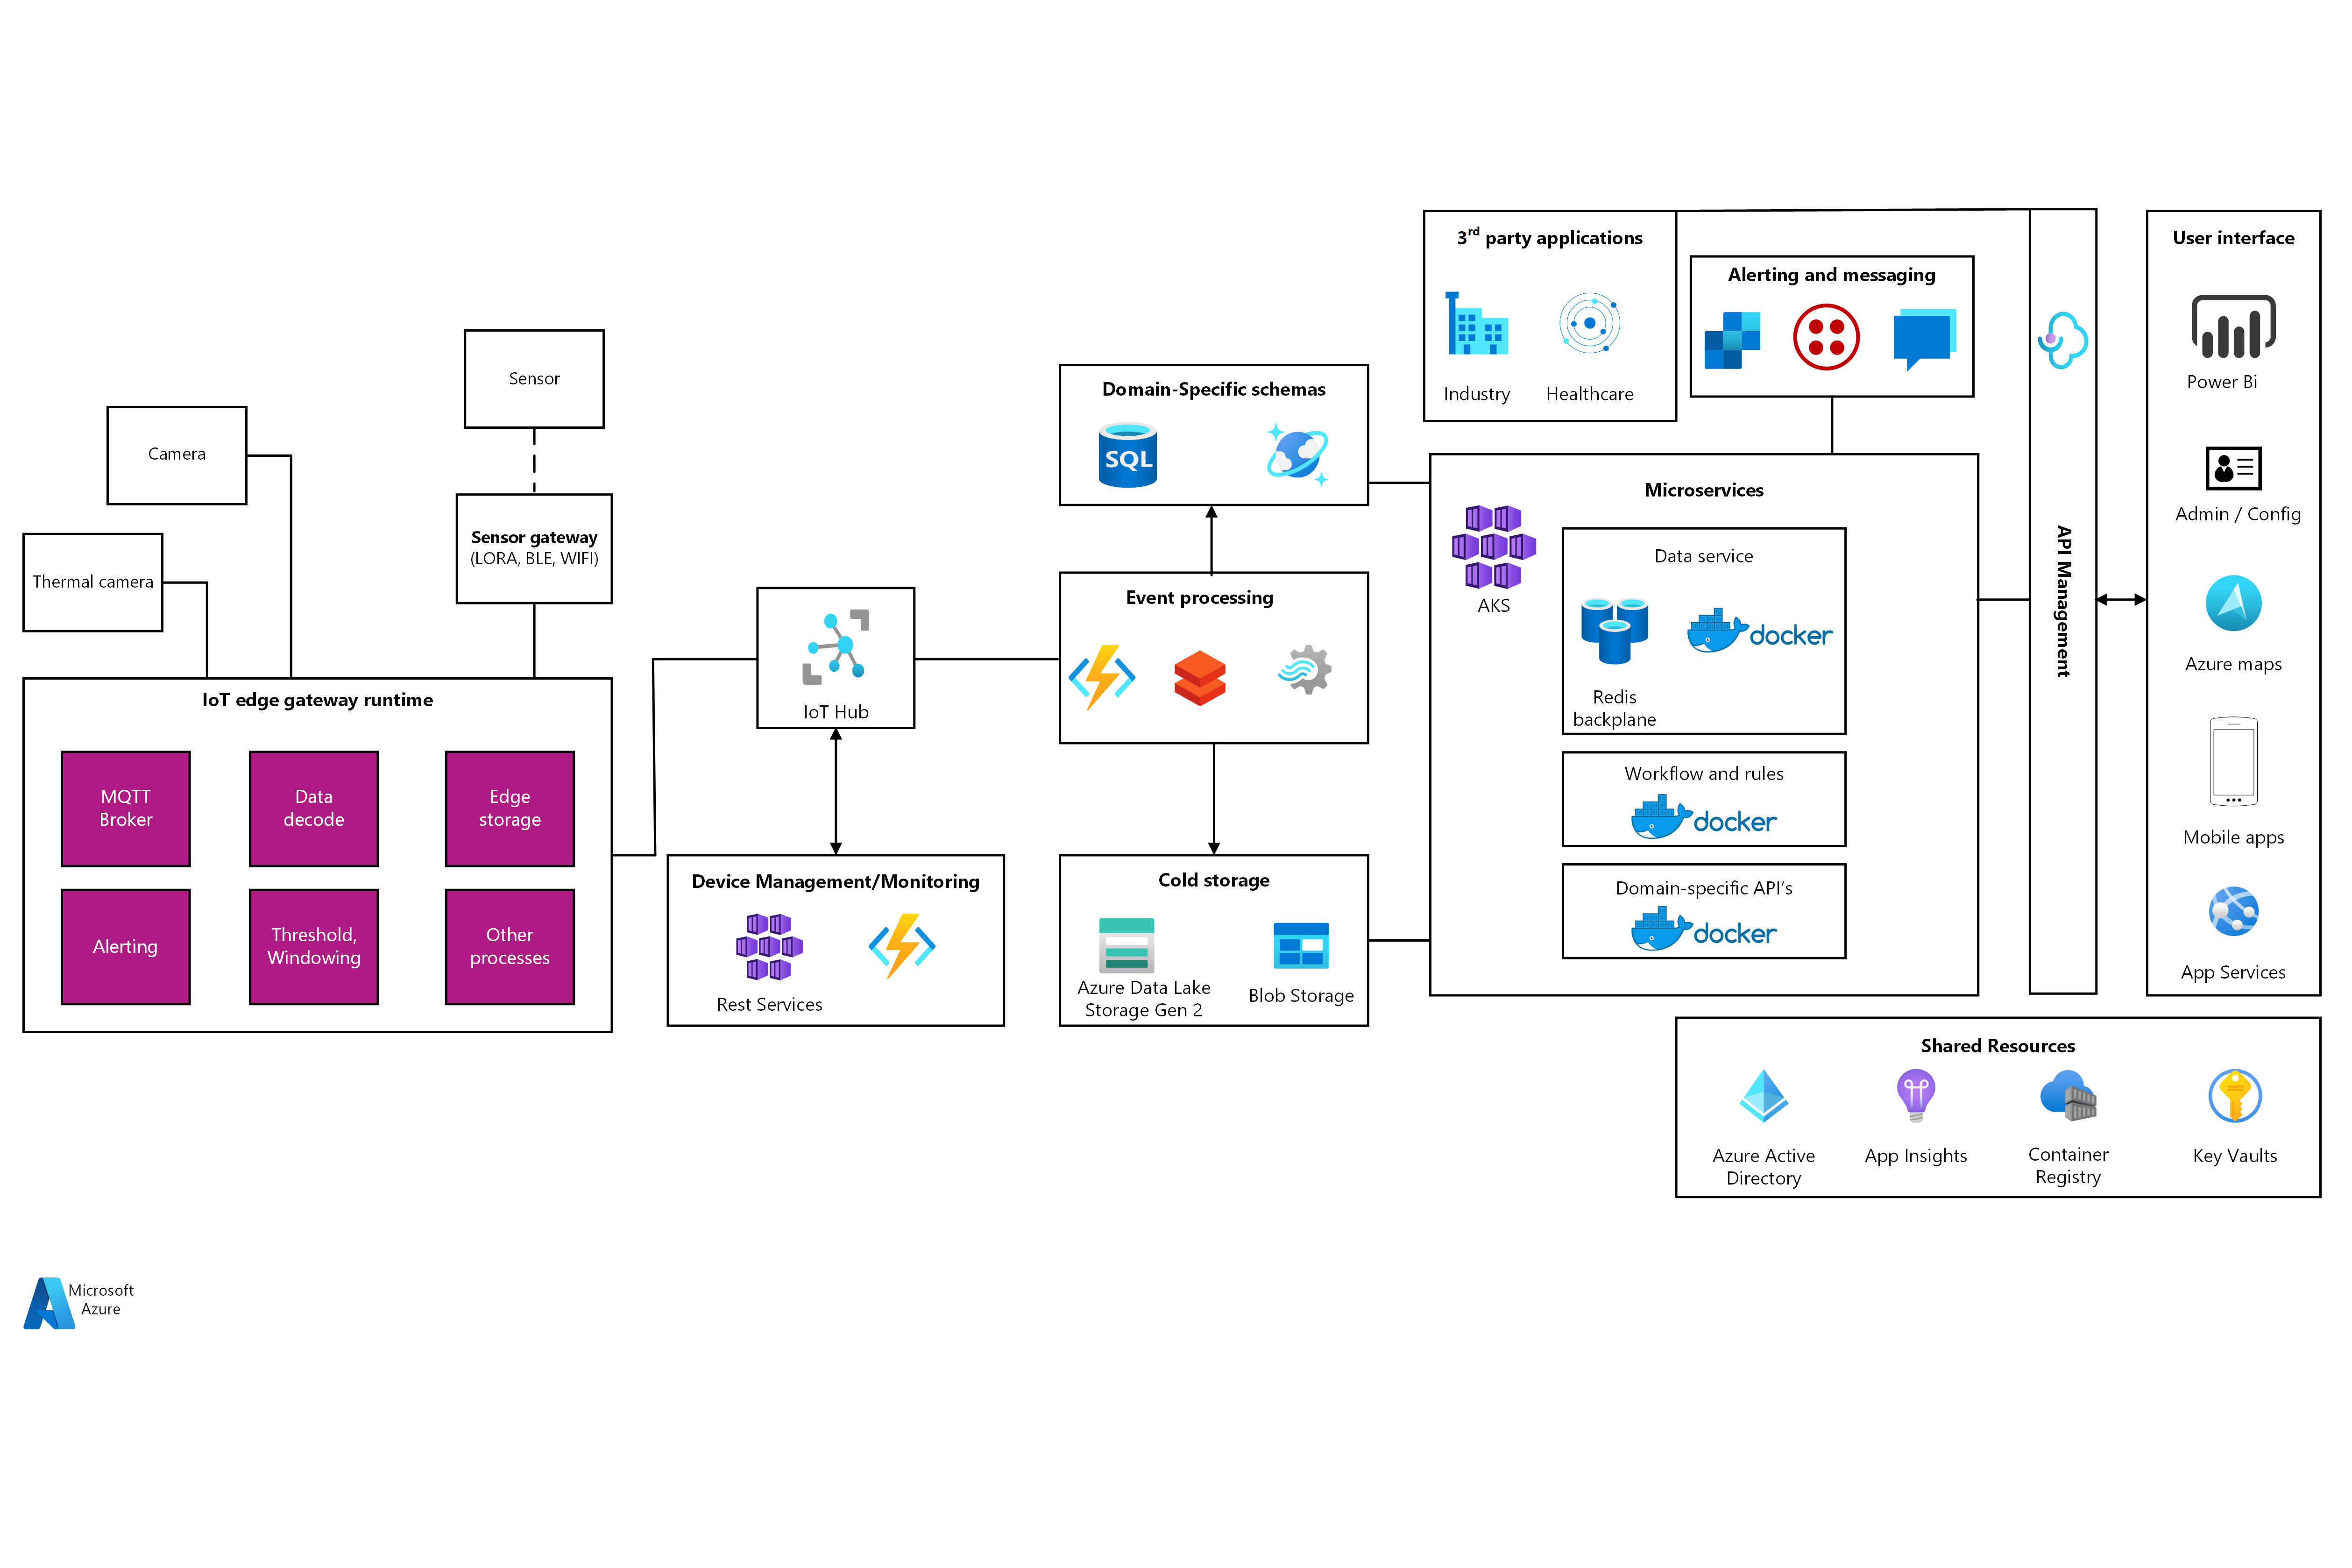 3rd party applications
Industry
Healthcare
Alerting and messaging
User interface
Power Bi
Admin / Config
Azure maps
Mobile apps
App Services
API Management
Sensor
Camera
Thermal camera
Sensor gateway
(LORA, BLE, WIFI)
IoT edge gateway runtime
MQTT
Broker
Data
decode
Edge
storage
Alerting
Threshold,
Windowing
Other
processes
IoT Hub
Device Management/Monitoring
Rest Services
Domain-Specific schemas
SQL
Event processing
Cold storage
Azure Data Lake
Storage Gen 2
Blob Storage
Microservices
AKS
Data service
Redis
backplane
docker
Workflow and rules
docker
Domain-specific API's
docker
Shared Resources
Azure Active
Directory
App Insights
Container
Registry
Key Vaults
Microsoft
Azure